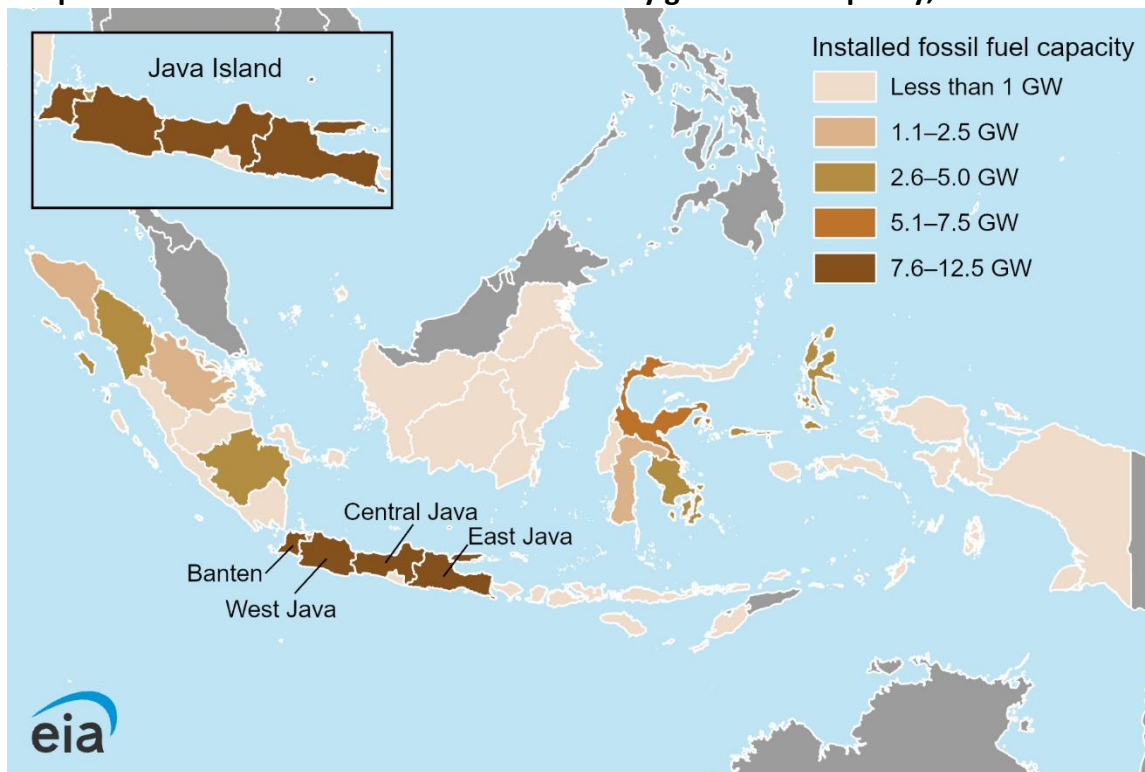 Java Island
Installed fossil fuel capacity
Less than 1 GW
1.1–2.5 GW
2.6–5.0 GW
5.1–7.5 GW
7.6–12.5 GW
Central Java
East Java
Banten
West Java
eia